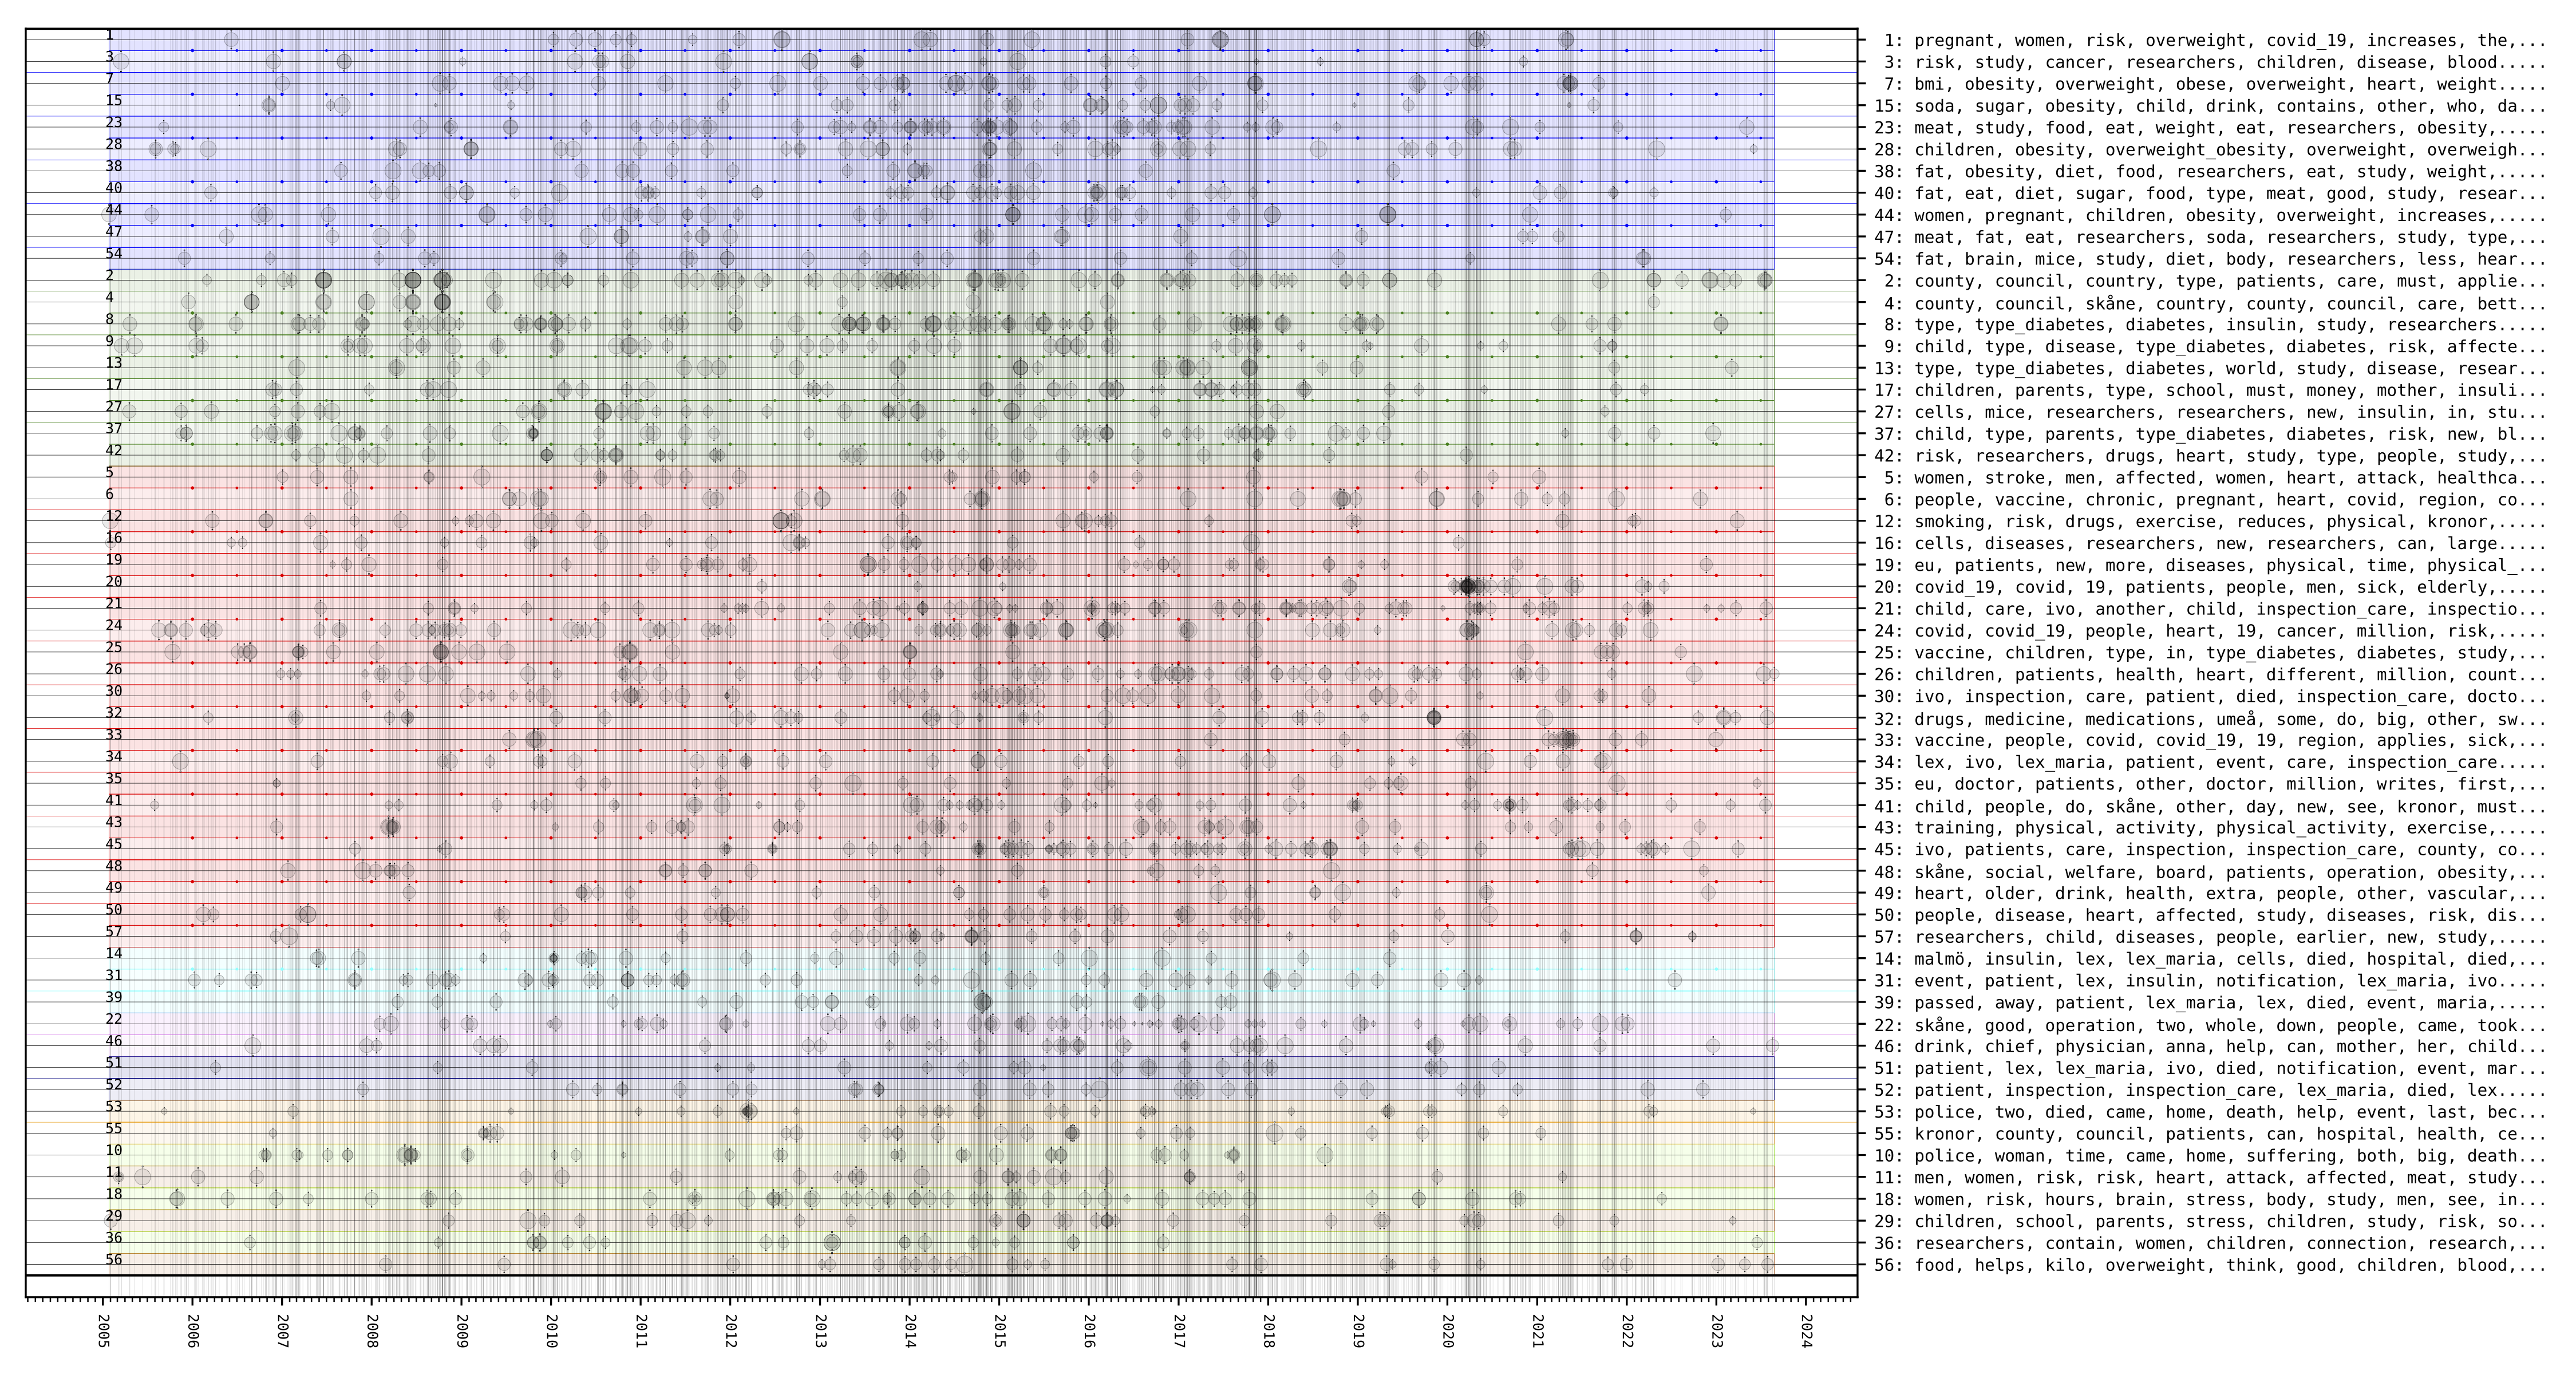 1
3
7
15
23
28
38
40
44
47
54
2
4
8
9
13
17
27
37
42
5
6
12
16
19
20
21
24
25
26
30
32
33
34
35
41
43
45
48
49
50
57
14
31
39
22
46
51
52
53
55
10
11
18
29
36
56
1: pregnant, women, risk, overweight, covid_19, increases, the,...
3: risk, study, cancer, researchers, children, disease, blood.....
7: bmi, obesity, overweight, obese, overweight, heart, weight.....
15: soda, sugar, obesity, child, drink, contains, other, who, da...
23: meat, study, food, eat, weight, eat, researchers, obesity,.....
28: children, obesity, overweight_obesity, overweight, overweigh...
38: fat, obesity, diet, food, researchers, eat, study, weight,.....
40: fat, eat, diet, sugar, food, type, meat, good, study, resear...
44: women, pregnant, children, obesity, overweight, increases,.....
47: meat, fat, eat, researchers, soda, researchers, study, type,...
54: fat, brain, mice, study, diet, body, researchers, less, hear...
2: county, council, country, type, patients, care, must, applie...
4: county, council, skåne, country, county, council, care, bett...
8: type, type_diabetes, diabetes, insulin, study, researchers.....
9: child, type, disease, type_diabetes, diabetes, risk, affecte...
13: type, type_diabetes, diabetes, world, study, disease, resear...
17: children, parents, type, school, must, money, mother, insuli...
27: cells, mice, researchers, researchers, new, insulin, in, stu...
37: child, type, parents, type_diabetes, diabetes, risk, new, bl...
42: risk, researchers, drugs, heart, study, type, people, study,...
5: women, stroke, men, affected, women, heart, attack, healthca...
6: people, vaccine, chronic, pregnant, heart, covid, region, co...
12: smoking, risk, drugs, exercise, reduces, physical, kronor,.....
16: cells, diseases, researchers, new, researchers, can, large.....
19: eu, patients, new, more, diseases, physical, time, physical_...
20: covid_19, covid, 19, patients, people, men, sick, elderly,...
21: child, care, ivo, another, child, inspection_care, inspectio...
24: covid, covid_19, people, heart, 19, cancer, million, risk,.....
25: vaccine, children, type, in, type_diabetes, diabetes, study,...
26: children, patients, health, heart, different, million, count...
30: ivo, inspection, care, patient, died, inspection_care, docto...
32: drugs, medicine, medications, umeå, some, do, big, other, sw...
33: vaccine, people, covid, covid_19, 19, region, applies, sick,...
34: lex, ivo, lex_maria, patient, event, care, inspection_care.....
35: eu, doctor, patients, other, doctor, million, writes, first,...
41: child, people, do, skåne, other, day, new, see, kronor, must...
43: training, physical, activity, physical_activity, exercise,.....
45: ivo, patients, care, inspection, inspection_care, county, co...
48: skåne, social, welfare, board, patients, operation, obesity,...
49: heart, older, drink, health, extra, people, other, vascular,...
50: people, disease, heart, affected, study, diseases, risk, dis...
57: researchers, child, diseases, people, earlier, new, study,.....
14: malmö, insulin, lex, lex_maria, cells, died, hospital, died,...
31: event, patient, lex, insulin, notification, lex_maria, ivo.....
39: passed, away, patient, lex_maria, lex, died, event, maria,.....
22: skåne, good, operation, two, whole, down, people, came, took...
46: drink, chief, physician, anna, help, can, mother, her, child...
51: patient, lex, lex_maria, ivo, died, notification, event, mar...
52: patient, inspection, inspection_care, lex_maria, died, lex.....
53: police, two, died, came, home, death, help, event, last, bec...
55: kronor, county, council, patients, can, hospital, health, ce...
10: police, woman, time, came, home, suffering, both, big, death...
11: men, women, risk, risk, heart, attack, affected, meat, study...
18: women, risk, hours, brain, stress, body, study, men, see, in...
29: children, school, parents, stress, children, study, risk, so...
36: researchers, contain, women, children, connection, research,...
56: food, helps, kilo, overweight, think, good, children, blood,...
2005
2006
2007
2008
2009
2010
2011
2012
2013
2014
2015
2016
2017
2018
2019
2020
2021
2022
2023
2024